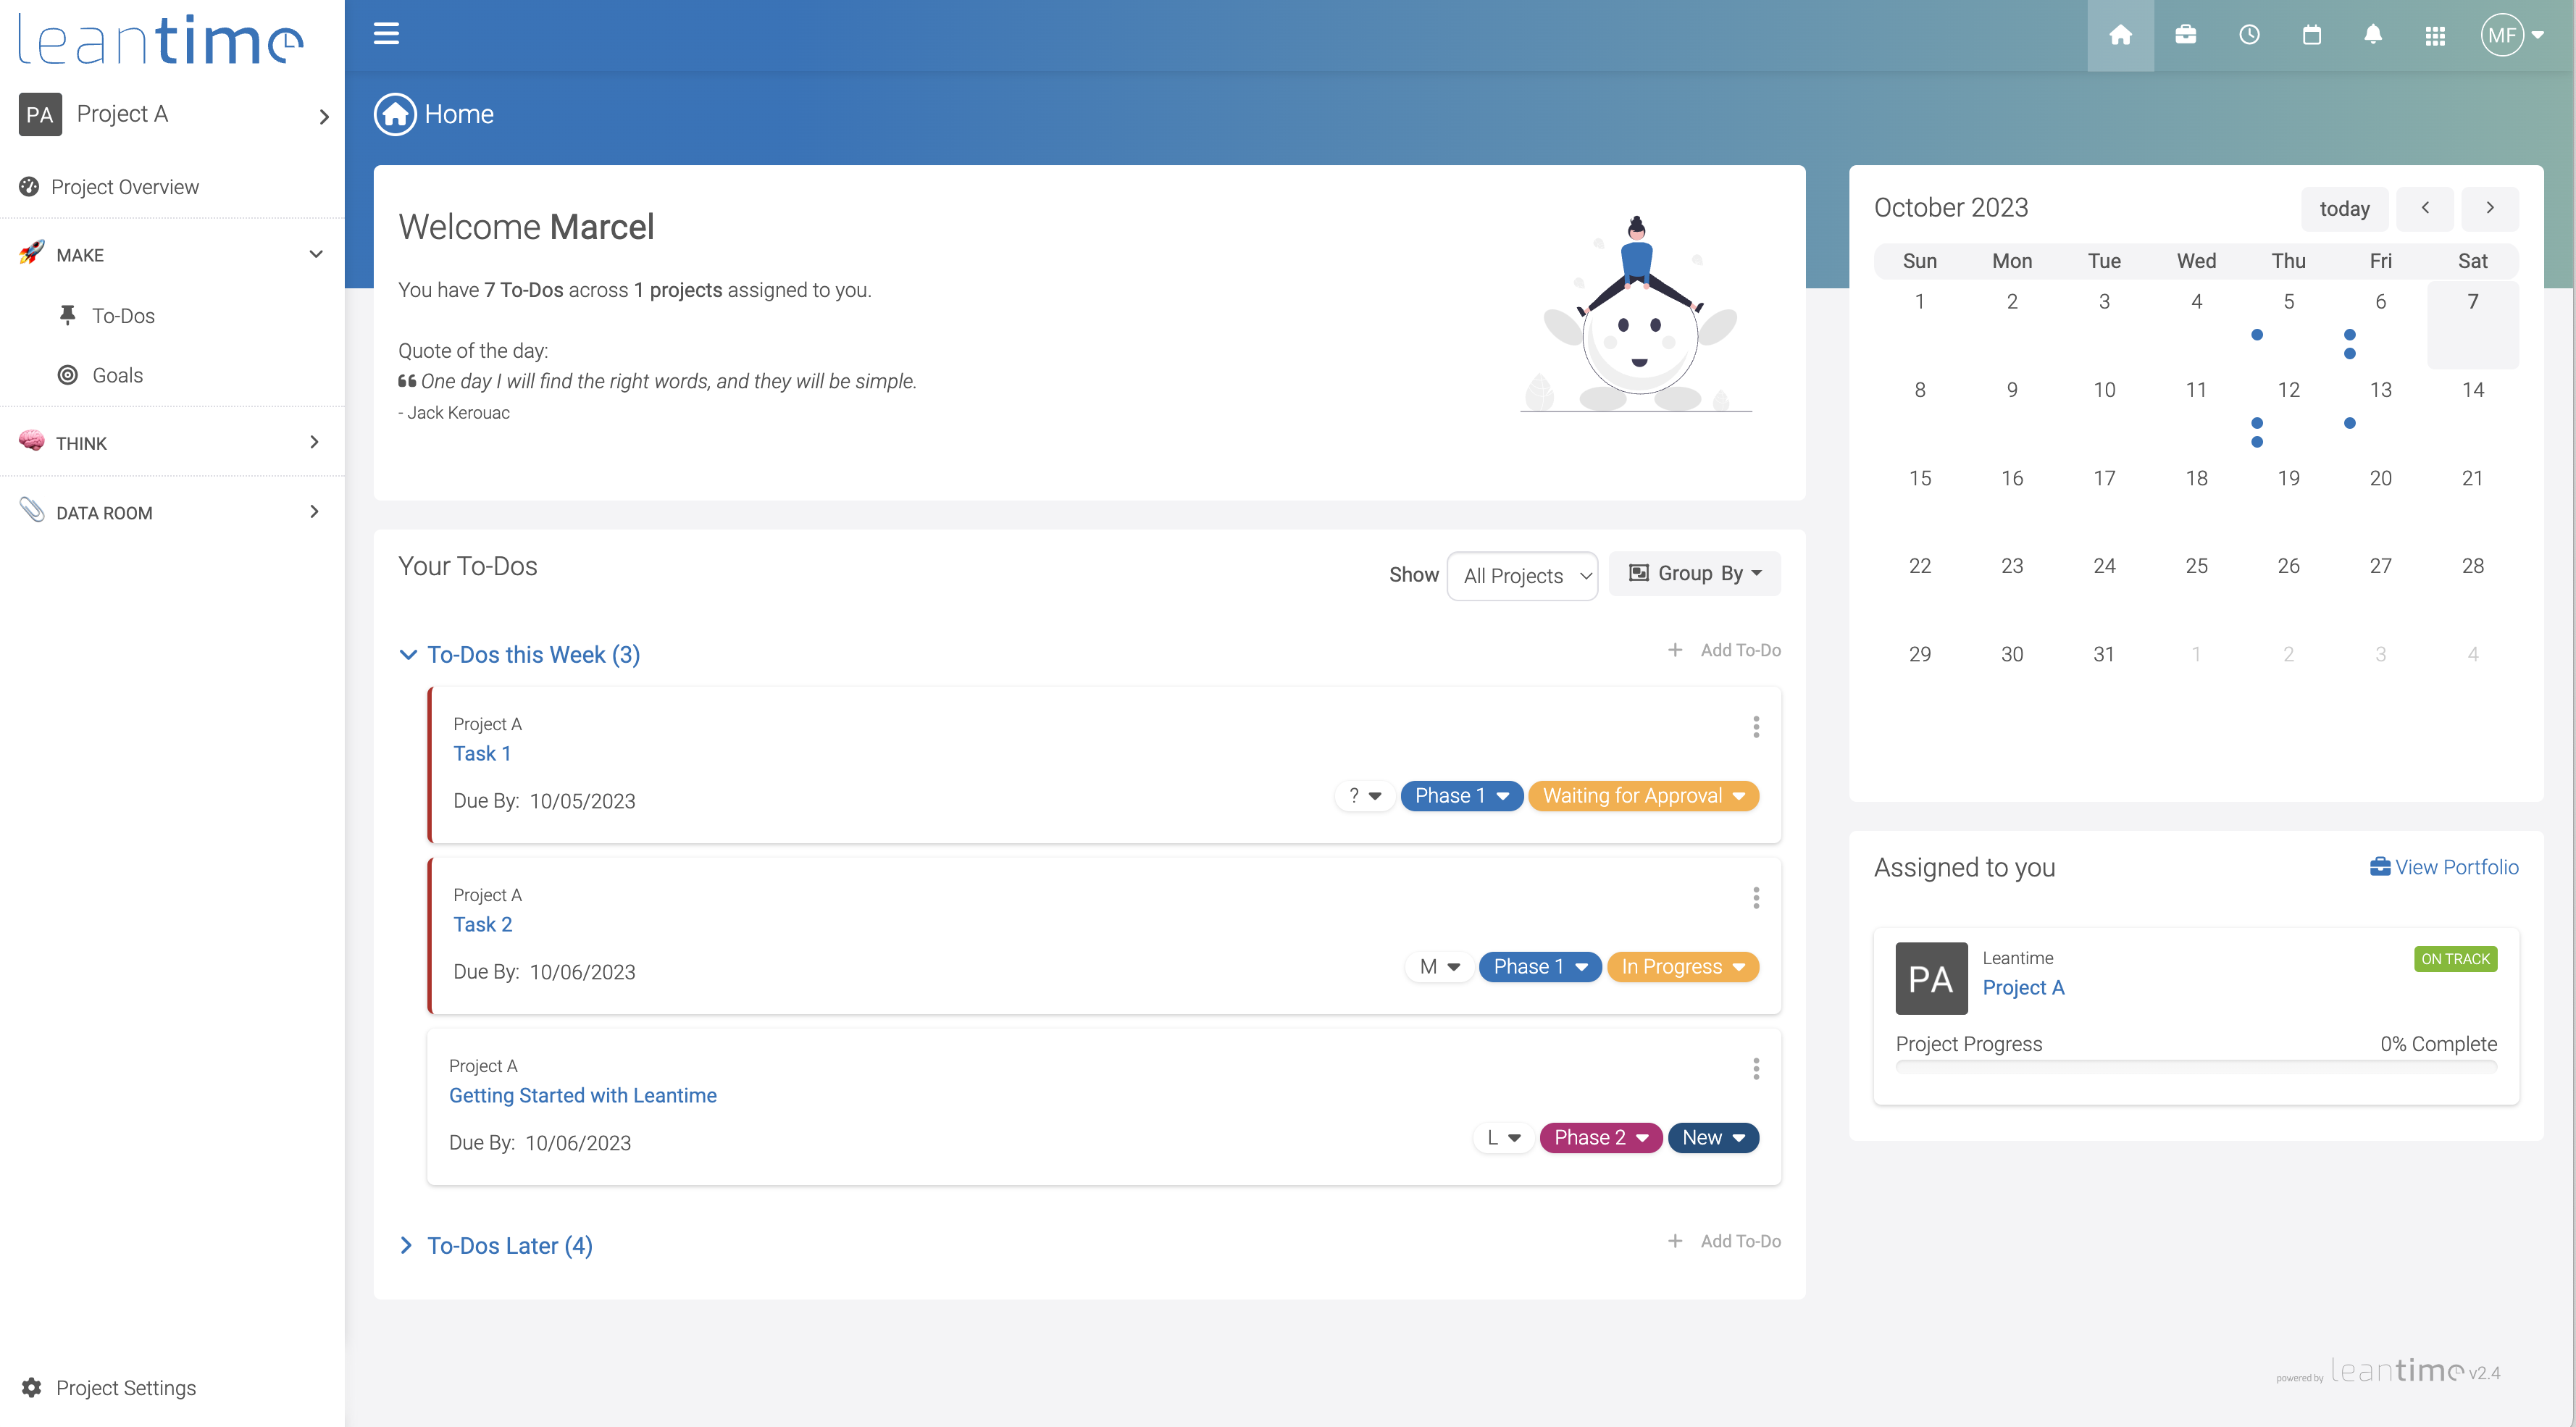 leantime
PA Project A
Project Overview
MAKE
To-Dos
Goals
THINK
DATA ROOM
Project Settings
MF
Home
Welcome Marcel
You have 7 To-Dos across 1 projects assigned to you.
Quote of the day:
One day I will find the right words, and they will be simple.
- Jack Kerouac
Your To-Dos
Show All Projects Group By
To-Dos this Week (3) + Add To-Do
Project A
Task 1
Due By: 10/05/2023 ? Phase 1 Waiting for Approval
Project A
Task 2
Due By: 10/06/2023 M Phase 1 In Progress
Project A
Getting Started with Leantime
Due By: 10/06/2023 L Phase 2 New
To-Dos Later (4) + Add To-Do
October 2023 today
Sun Mon Tue Wed Thu Fri Sat
1 2 3 4 5 6 7
8 9 10 11 12 13 14
15 16 17 18 19 20 21
22 23 24 25 26 27 28
29 30 31 1 2 3 4
Assigned to you View Portfolio
PA Leantime ON TRACK
Project A
Project Progress 0% Complete
powered by leantime v2.4